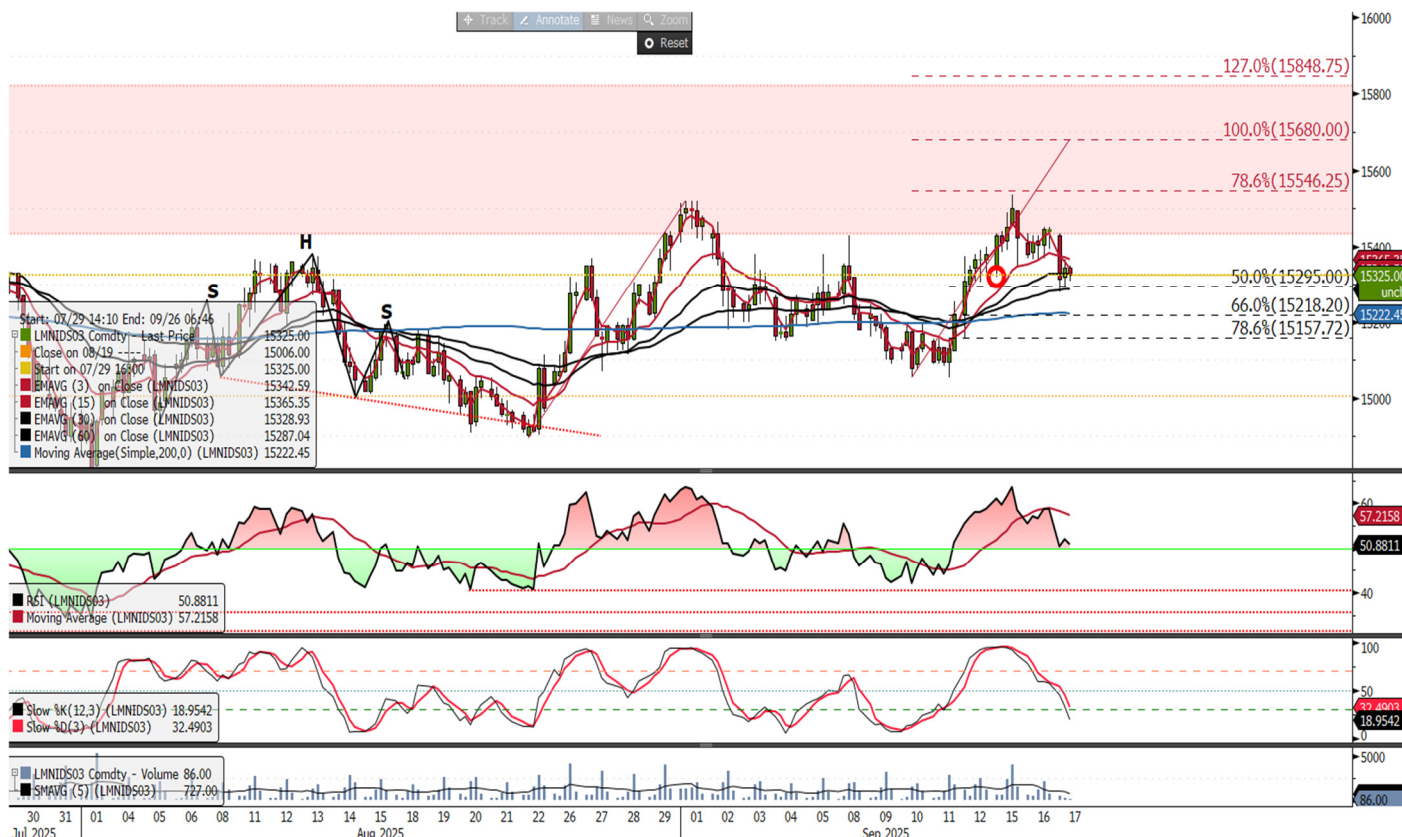 Track
Annotate
News
Zoom
Reset
16000
127.0%(15848.75)
15800
100.0%(15680.00)
15600
78.6%(15546.25)
15400
H
S
S
50.0%(15295.00)
66.0%(15218.20)
78.6%(15157.72)
15325.00
unch
15222.45
15000
Start: 07/29 14:10 End: 09/26 06:46
LMNIDS03 Comdty - Last Price 15325.00
Close on 08/19 ---- 15006.00
Start on 07/29 16:00 15325.00
EMAVG (3) on Close (LMNIDS03) 15342.59
EMAVG (15) on Close (LMNIDS03) 15365.35
EMAVG (30) on Close (LMNIDS03) 15328.93
EMAVG (60) on Close (LMNIDS03) 15287.04
Moving Average(Simple,200,0) (LMNIDS03) 15222.45
60
57.2158
50.8811
40
RSI (LMNIDS03) 50.8811
Moving Average (LMNIDS03) 57.2158
100
50
32.4903
18.9542
0
Slow %K(12,3) (LMNIDS03) 18.9542
Slow %D(3) (LMNIDS03) 32.4903
5000
LMNIDS03 Comdty - Volume 86.00
SMAVG (5) (LMNIDS03) 727.00
86.00
30 31 01 04 05 06 08 11 12 13 14 15 18 19 20 21 22 26 27 28 29 01 02 03 04 05 08 09 10 11 12 15 16 17
Jul 2025 Aug 2025 Sep 2025